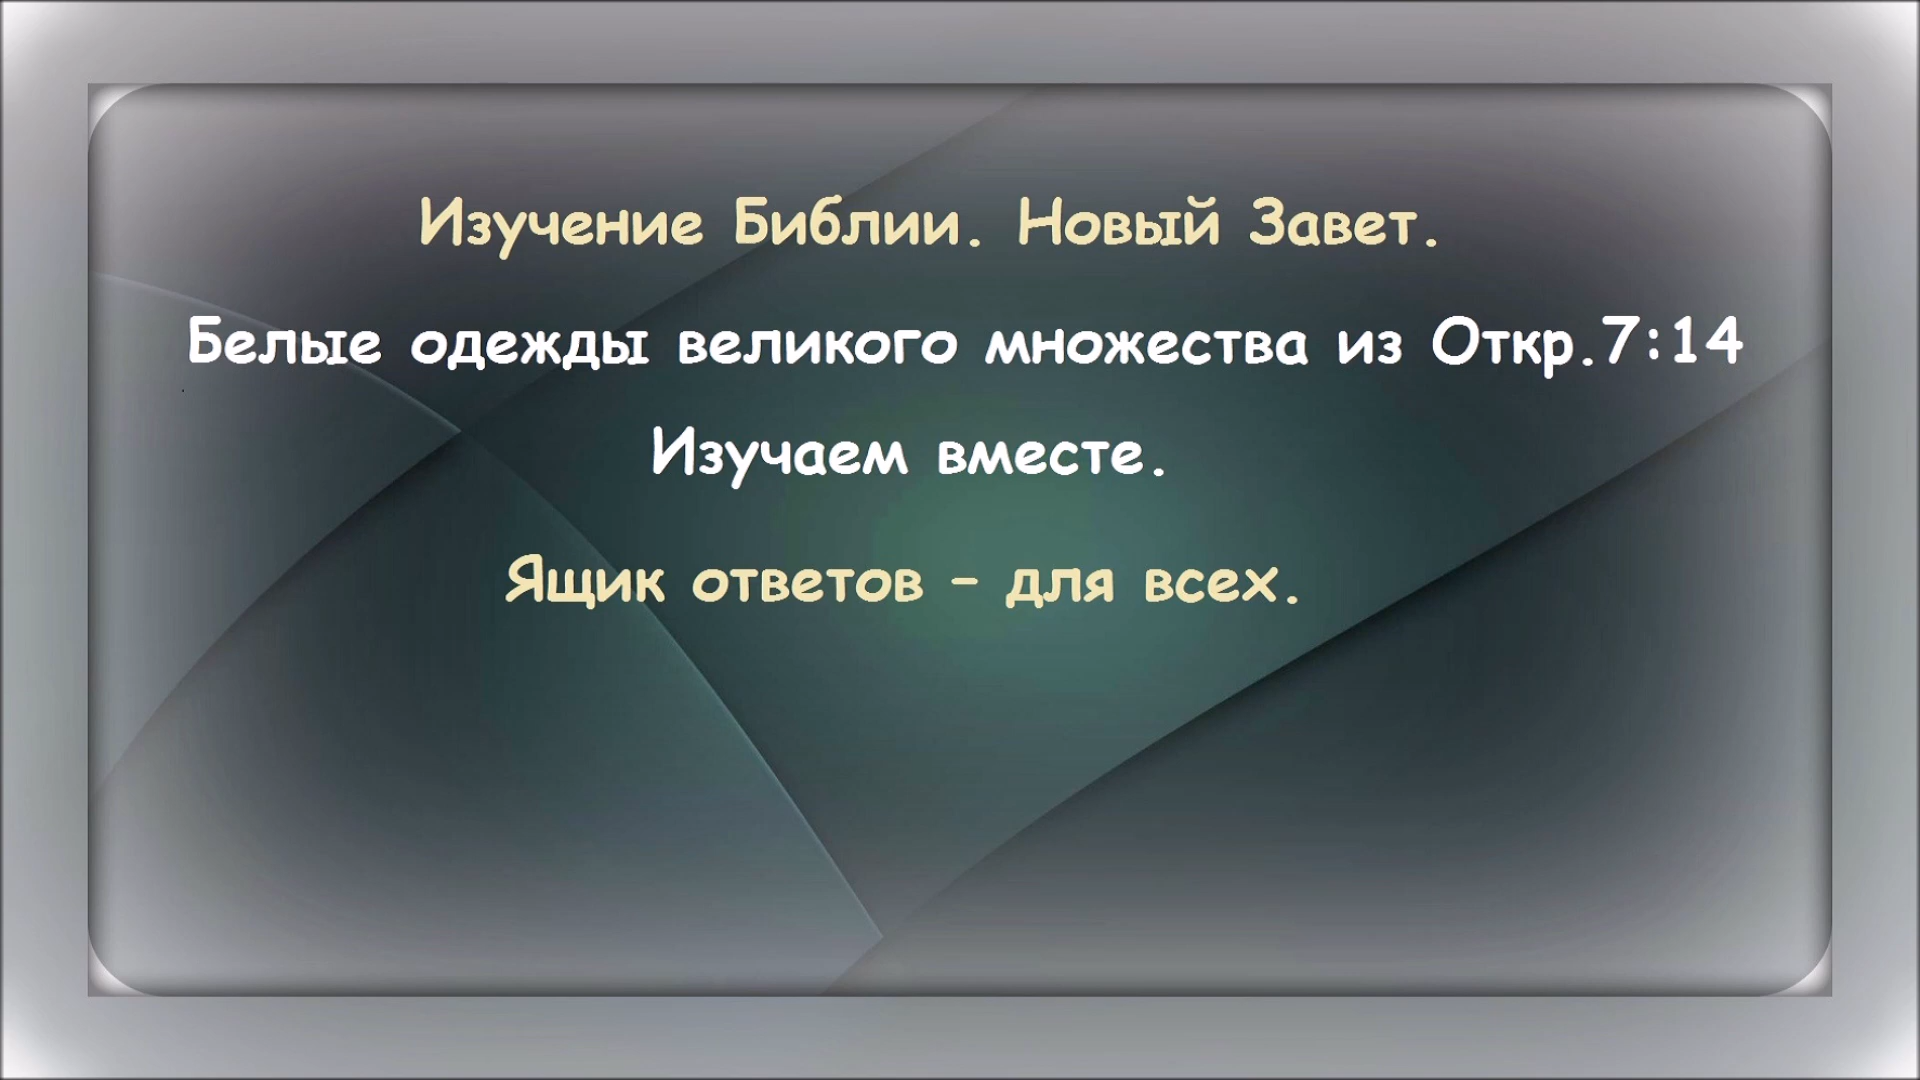 Изучение Библии. Новый Завет.
Белые одежды великого множества из Откр.7:14
Изучаем вместе.
Ящик ответов – для всех.